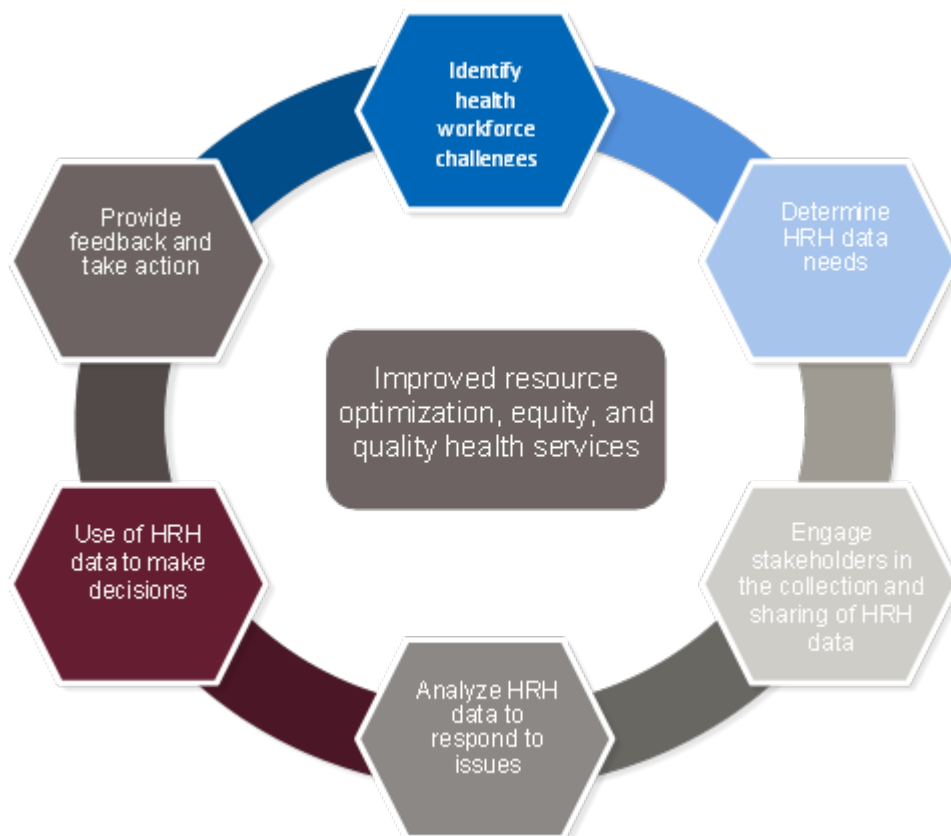 Identify
health
workforce
challenges
Determine
HRH data
needs
Engage
stakeholders in
the collection and
sharing of HRH
data
Analyze HRH
data to
respond to
issues
Use of HRH
data to make
decisions
Provide
feedback and
take action
Improved resource
optimization, equity, and
quality health services